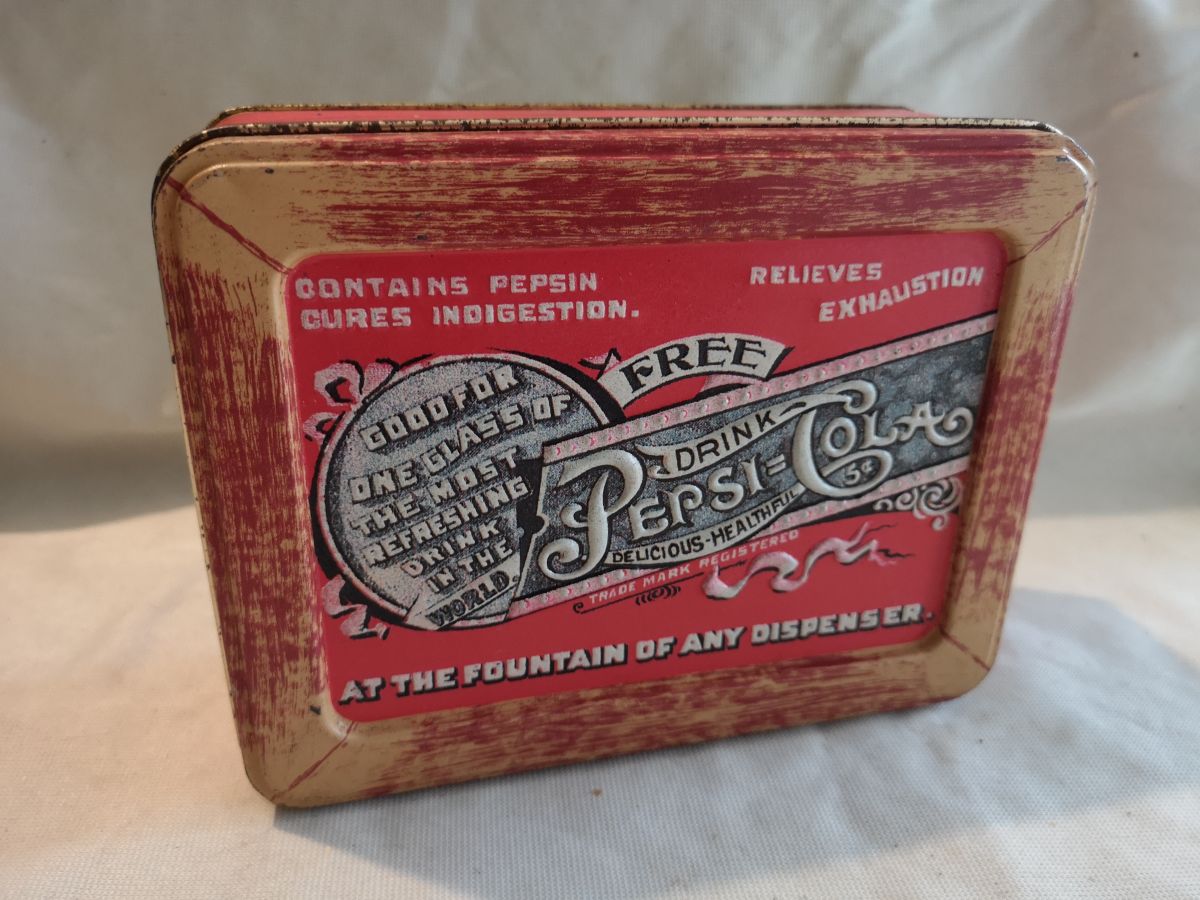 CONTAINS PEPSIN
CURES INDIGESTION.
RELIEVES
EXHAUSTION
FREE
GOOD FOR
ONE GLASS OF
THE MOST
REFRESHING
DRINK
IN THE
WORLD.
DRINK
PEPSI=COLA
5¢
DELICIOUS-HEALTHFUL
TRADE MARK REGISTERED
AT THE FOUNTAIN OF ANY DISPENSER.